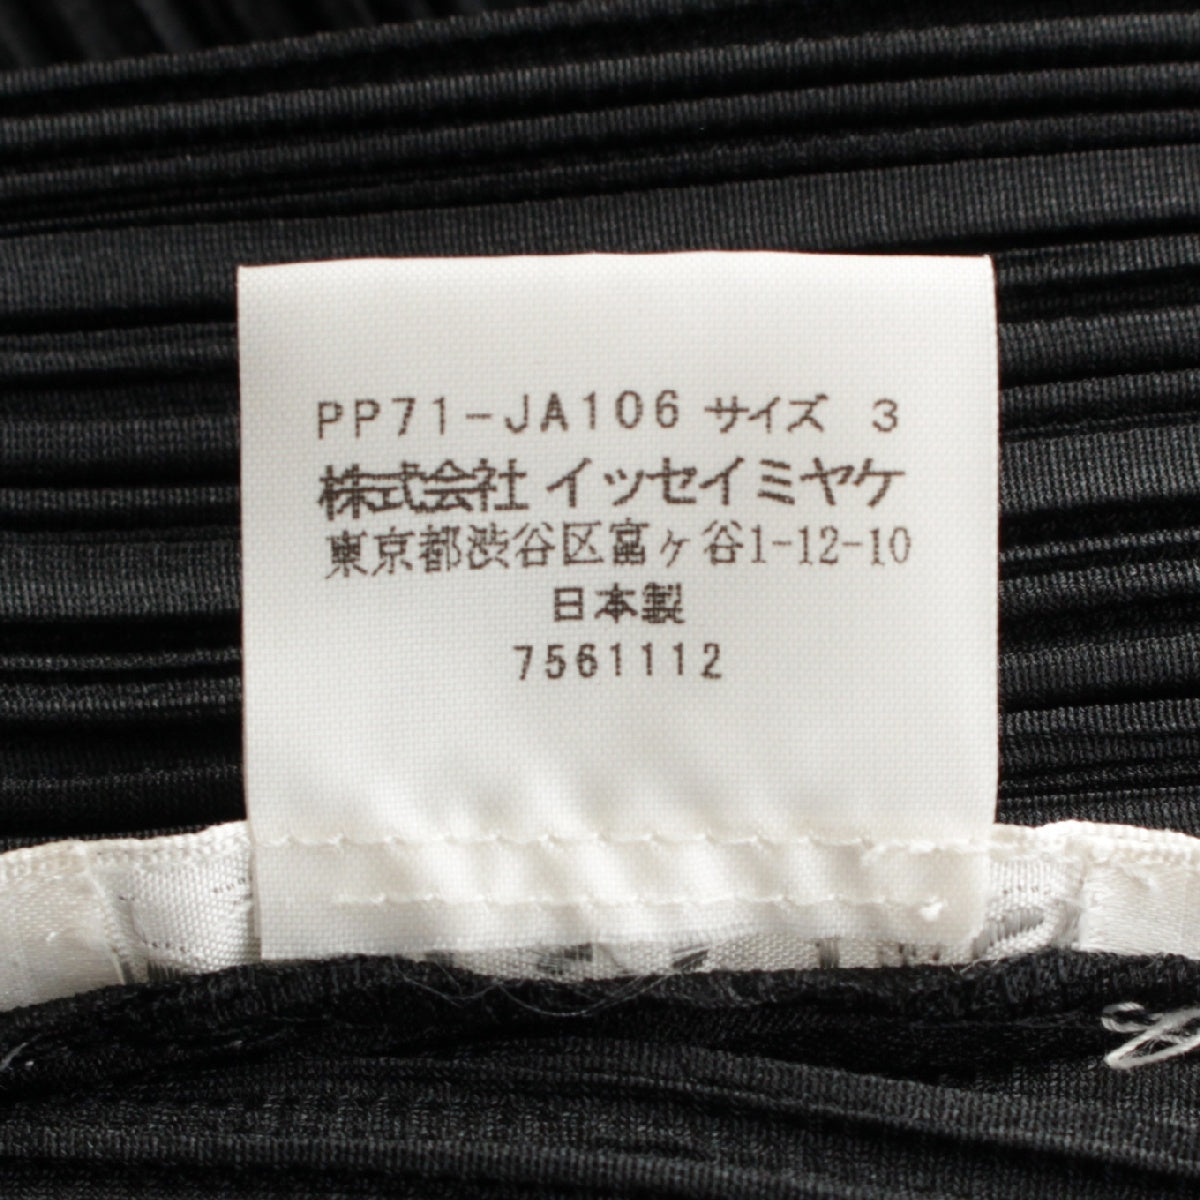 PP71-JA106 サイズ 3
株式会社 イッセイミヤケ
東京都渋谷区富ヶ谷1-12-10
日本製
7561112